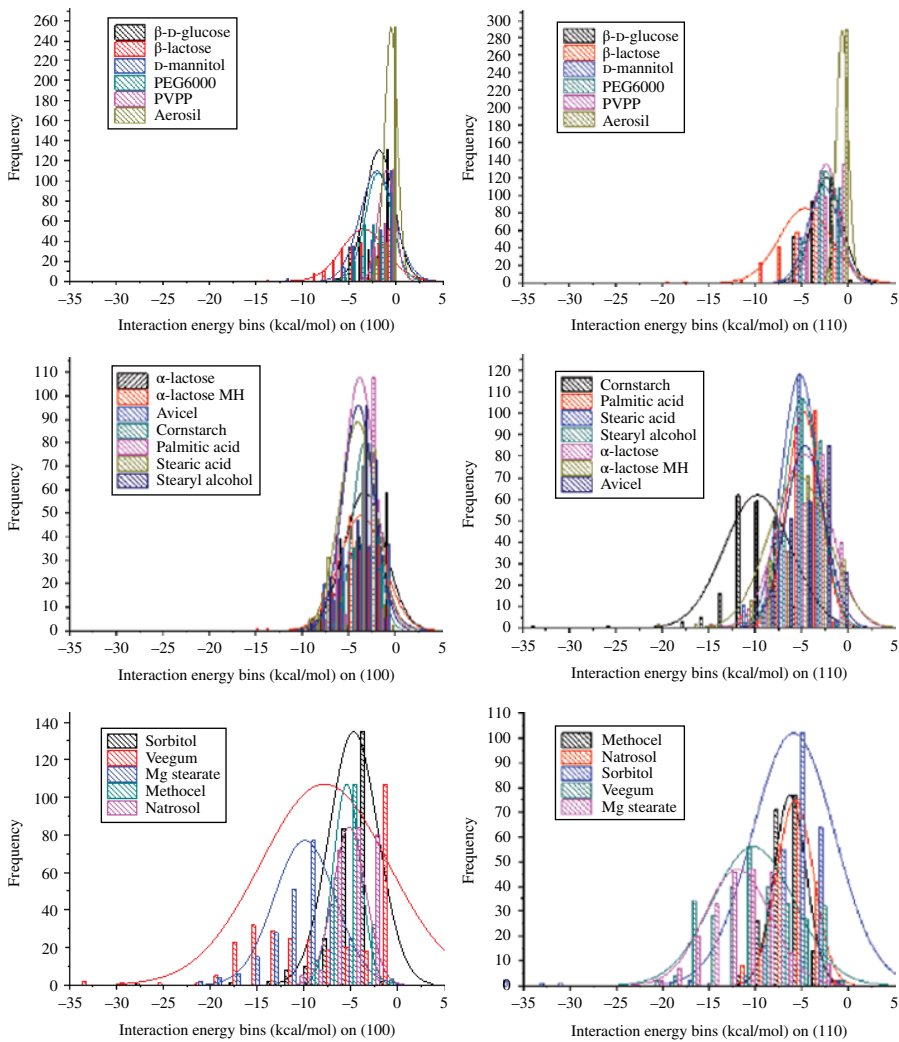 260
240
220
200
180
160
140
120
100
80
60
40
20
0
Frequency
β-D-glucose
β-lactose
D-mannitol
PEG6000
PVPP
Aerosil
−35 −30 −25 −20 −15 −10 −5 0 5
Interaction energy bins (kcal/mol) on (100)
300
280
260
240
220
200
180
160
140
120
100
80
60
40
20
0
Frequency
β-D-glucose
β-lactose
D-mannitol
PEG6000
PVPP
Aerosil
−35 −30 −25 −20 −15 −10 −5 0 5
Interaction energy bins (kcal/mol) on (110)
110
100
90
80
70
60
50
40
30
20
10
0
Frequency
α-lactose
α-lactose MH
Avicel
Cornstarch
Palmitic acid
Stearic acid
Stearyl alcohol
−35 −30 −25 −20 −15 −10 −5 0 5
Interaction energy bins (kcal/mol) on (100)
120
110
100
90
80
70
60
50
40
30
20
10
0
Frequency
Cornstarch
Palmitic acid
Stearic acid
Stearyl alcohol
α-lactose
α-lactose MH
Avicel
−35 −30 −25 −20 −15 −10 −5 0 5
Interaction energy bins (kcal/mol) on (110)
140
120
100
80
60
40
20
0
Frequency
Sorbitol
Veegum
Mg stearate
Methocel
Natrosol
−35 −30 −25 −20 −15 −10 −5 0 5
Interaction energy bins (kcal/mol) on (100)
110
100
90
80
70
60
50
40
30
20
10
0
Frequency
Methocel
Natrosol
Sorbitol
Veegum
Mg stearate
−35 −30 −25 −20 −15 −10 −5 0 5
Interaction energy bins (kcal/mol) on (110)